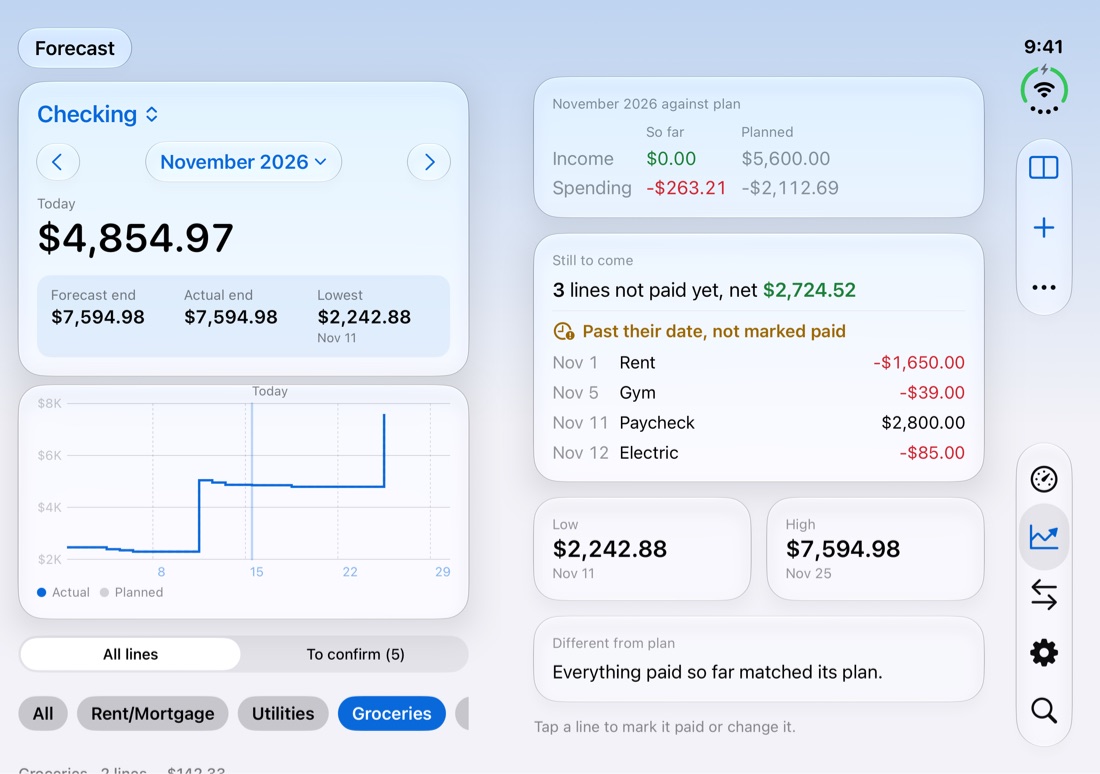 Forecast
9:41
Checking
November 2026
Today
$4,854.97
Forecast end
Actual end
Lowest
$7,594.98
$7,594.98
$2,242.88
Nov 11
Today
$8K
$6K
$4K
$2K
8
15
22
29
Actual
Planned
All lines
To confirm (5)
All
Rent/Mortgage
Utilities
Groceries
Groceries 2 lines $142.33
November 2026 against plan
So far
Planned
Income
$0.00
$5,600.00
Spending
-$263.21
-$2,112.69
Still to come
3 lines not paid yet, net $2,724.52
Past their date, not marked paid
Nov 1 Rent -$1,650.00
Nov 5 Gym -$39.00
Nov 11 Paycheck $2,800.00
Nov 12 Electric -$85.00
Low
$2,242.88
Nov 11
High
$7,594.98
Nov 25
Different from plan
Everything paid so far matched its plan.
Tap a line to mark it paid or change it.